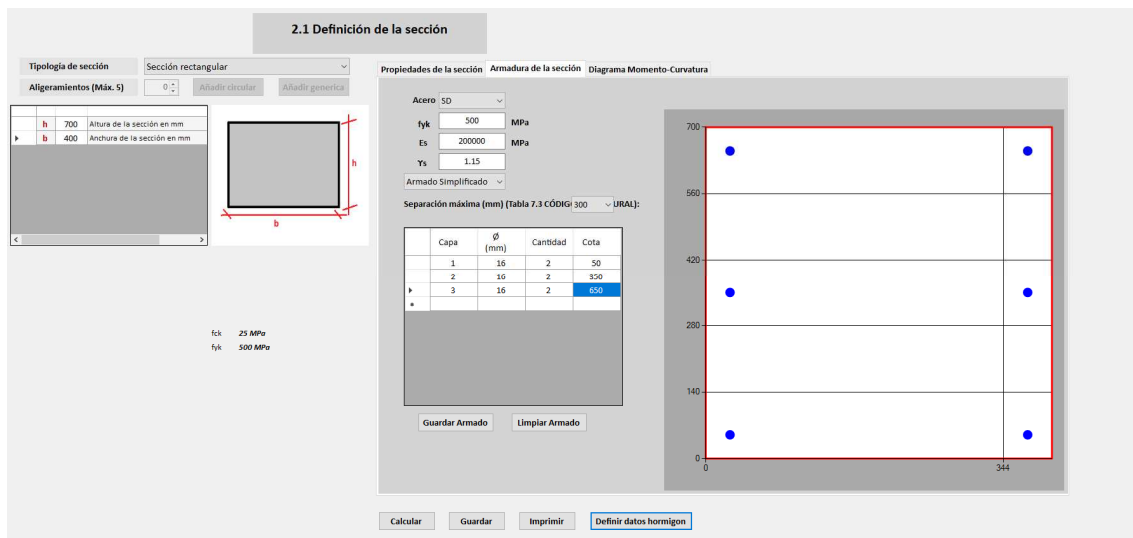 2.1 Definición de la sección
Tipología de sección Sección rectangular
Aligeramientos (Máx. 5) 0 Añadir circular Añadir generica
h 700 Altura de la sección en mm
b 400 Anchura de la sección en mm
h
b
fck 25 MPa
fyk 500 MPa
Propiedades de la sección Armadura de la sección Diagrama Momento-Curvatura
Acero SD
fyk 500 MPa
Es 200000 MPa
Ys 1.15
Armado Simplificado
Separación máxima (mm) (Tabla 7.3 CÓDIG 300 URAL):
Capa Ø (mm) Cantidad Cota
1 16 2 50
2 16 2 350
3 16 2 650
Guardar Armado Limpiar Armado
700
560
420
280
140
0
0 344
Calcular Guardar Imprimir Definir datos hormigon